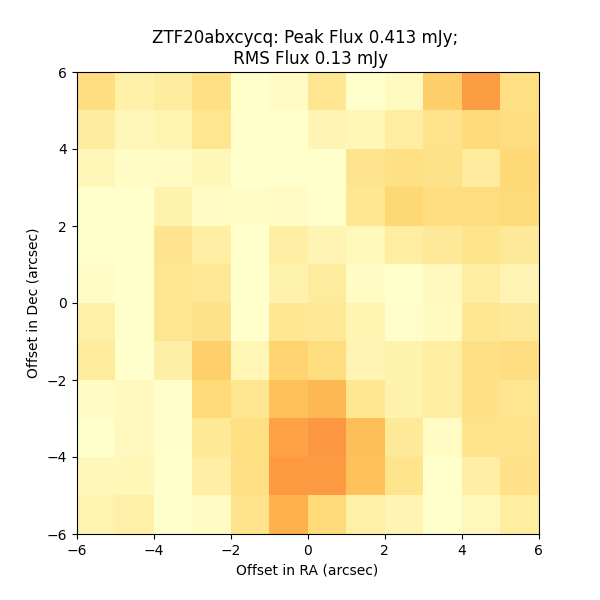 ZTF20abxcycq: Peak Flux 0.413 mJy;
RMS Flux 0.13 mJy
6
4
2
0
−2
−4
−6
Offset in Dec (arcsec)
−6 −4 −2 0 2 4 6
Offset in RA (arcsec)